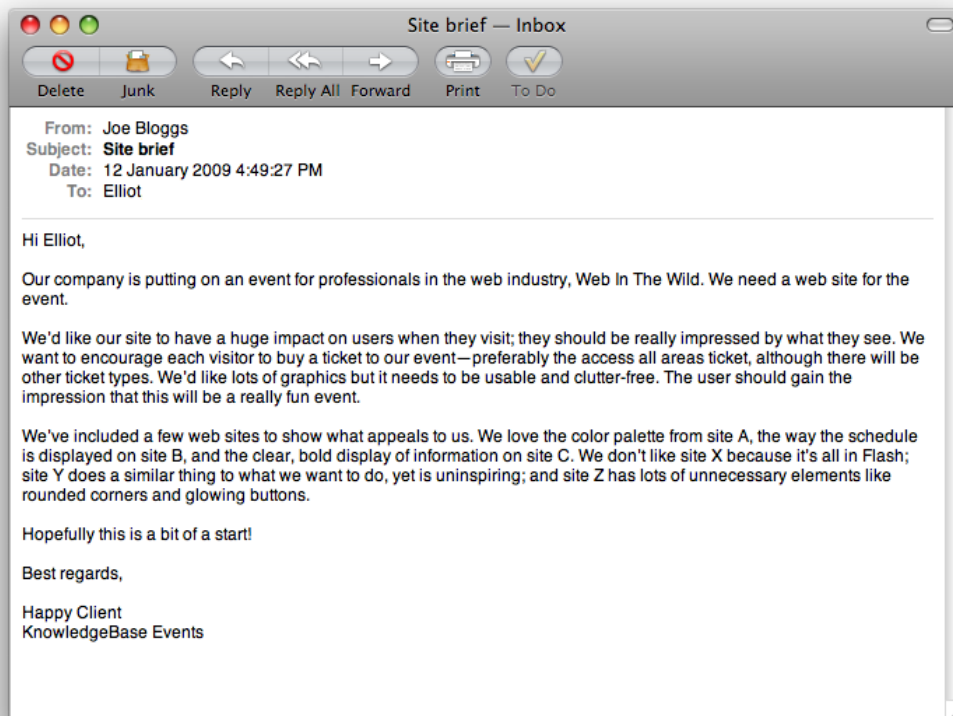 Site brief — Inbox
Delete Junk Reply Reply All Forward Print To Do
From: Joe Bloggs
Subject: Site brief
Date: 12 January 2009 4:49:27 PM
To: Elliot
Hi Elliot,
Our company is putting on an event for professionals in the web industry, Web In The Wild. We need a web site for the
event.
We'd like our site to have a huge impact on users when they visit; they should be really impressed by what they see. We
want to encourage each visitor to buy a ticket to our event—preferably the access all areas ticket, although there will be
other ticket types. We'd like lots of graphics but it needs to be usable and clutter-free. The user should gain the
impression that this will be a really fun event.
We've included a few web sites to show what appeals to us. We love the color palette from site A, the way the schedule
is displayed on site B, and the clear, bold display of information on site C. We don't like site X because it's all in Flash;
site Y does a similar thing to what we want to do, yet is uninspiring; and site Z has lots of unnecessary elements like
rounded corners and glowing buttons.
Hopefully this is a bit of a start!
Best regards,
Happy Client
KnowledgeBase Events